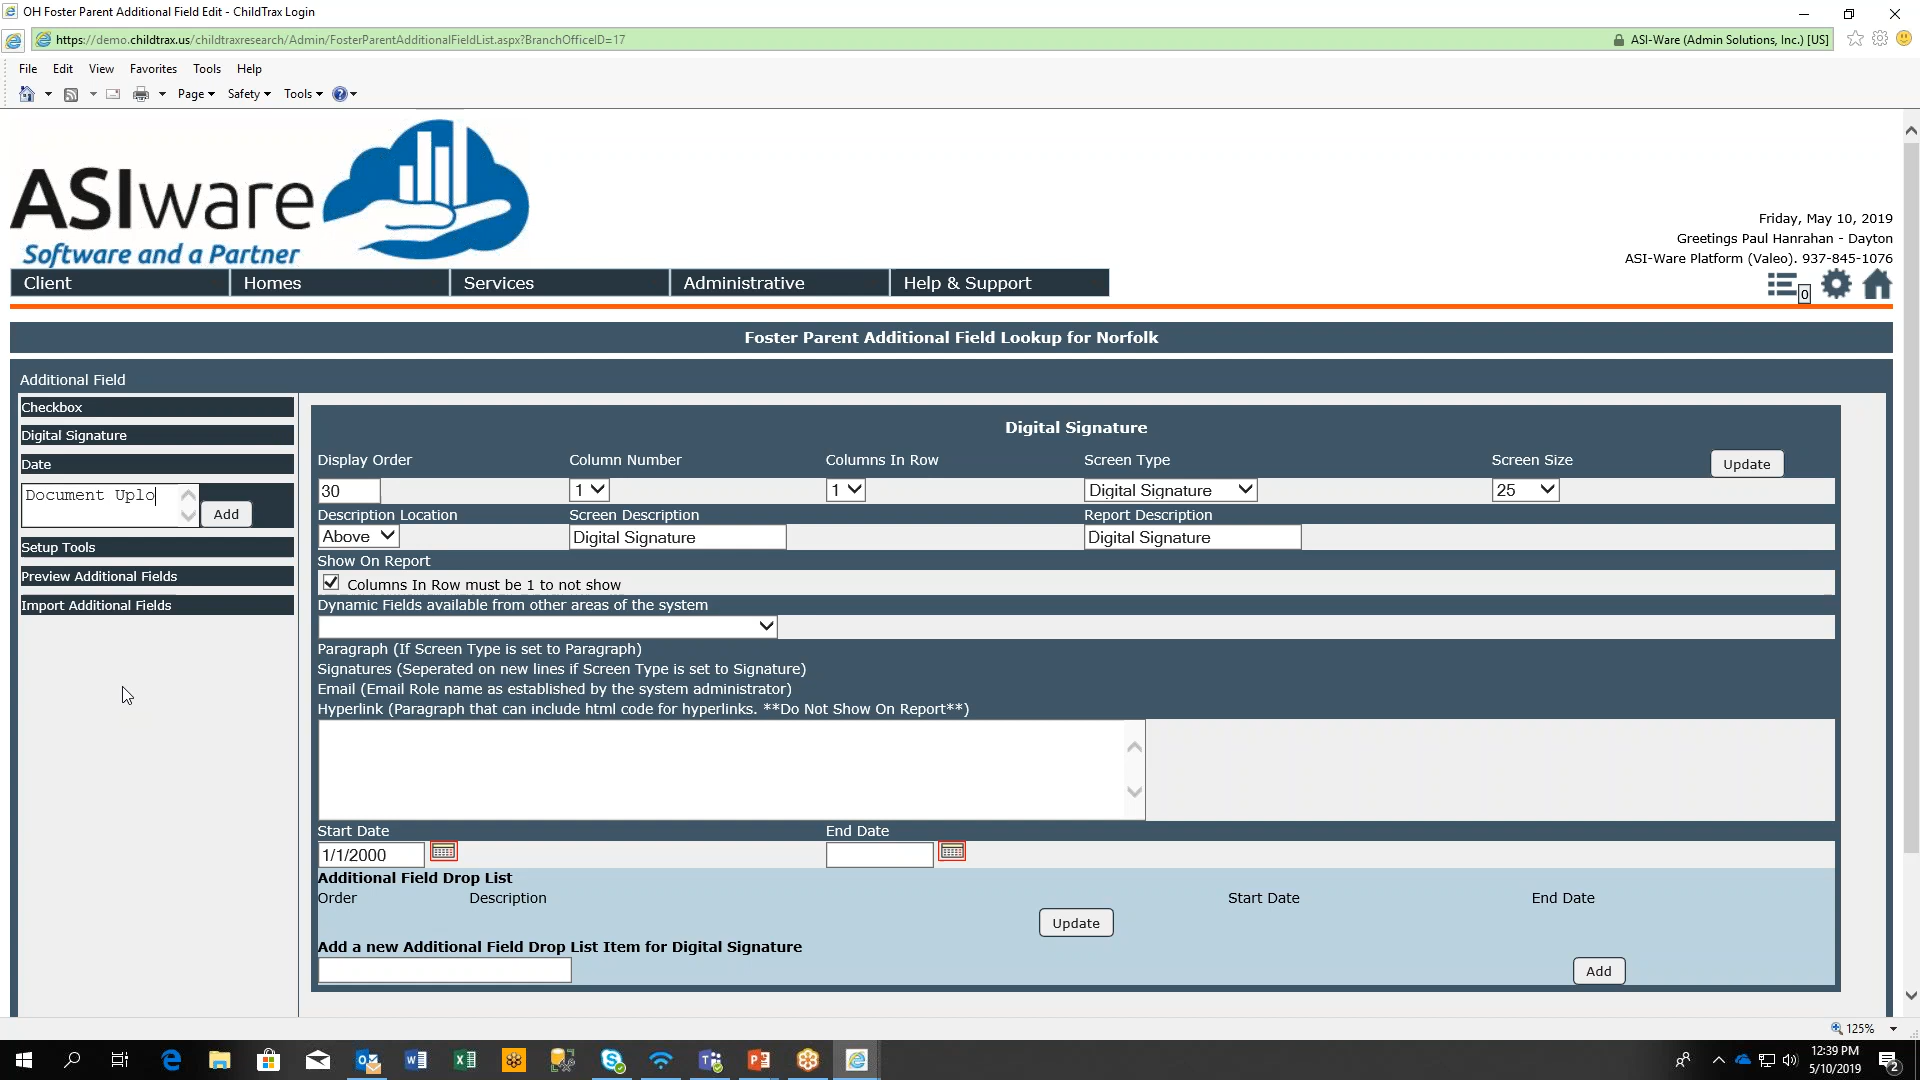 OH Foster Parent Additional Field Edit - ChildTrax Login
https://demo.childtrax.us/childtraxresearch/Admin/FosterParentAdditionalFieldList.aspx?BranchOfficeID=17
ASI-Ware (Admin Solutions, Inc.) [US]
File Edit View Favorites Tools Help
Page Safety Tools
ASIware
Software and a Partner
Friday, May 10, 2019
Greetings Paul Hanrahan - Dayton
ASI-Ware Platform (Valeo). 937-845-1076
Client Homes Services Administrative Help & Support
0
Foster Parent Additional Field Lookup for Norfolk
Additional Field
Checkbox
Digital Signature
Date
Document Uplo
Add
Setup Tools
Preview Additional Fields
Import Additional Fields
Digital Signature
Display Order Column Number Columns In Row Screen Type Screen Size Update
30 1 1 Digital Signature 25
Description Location Screen Description Report Description
Above Digital Signature Digital Signature
Show On Report
Columns In Row must be 1 to not show
Dynamic Fields available from other areas of the system
Paragraph (If Screen Type is set to Paragraph)
Signatures (Seperated on new lines if Screen Type is set to Signature)
Email (Email Role name as established by the system administrator)
Hyperlink (Paragraph that can include html code for hyperlinks. **Do Not Show On Report**)
Start Date End Date
1/1/2000
Additional Field Drop List
Order Description Start Date End Date
Update
Add a new Additional Field Drop List Item for Digital Signature
Add
125%
12:39 PM
5/10/2019
2